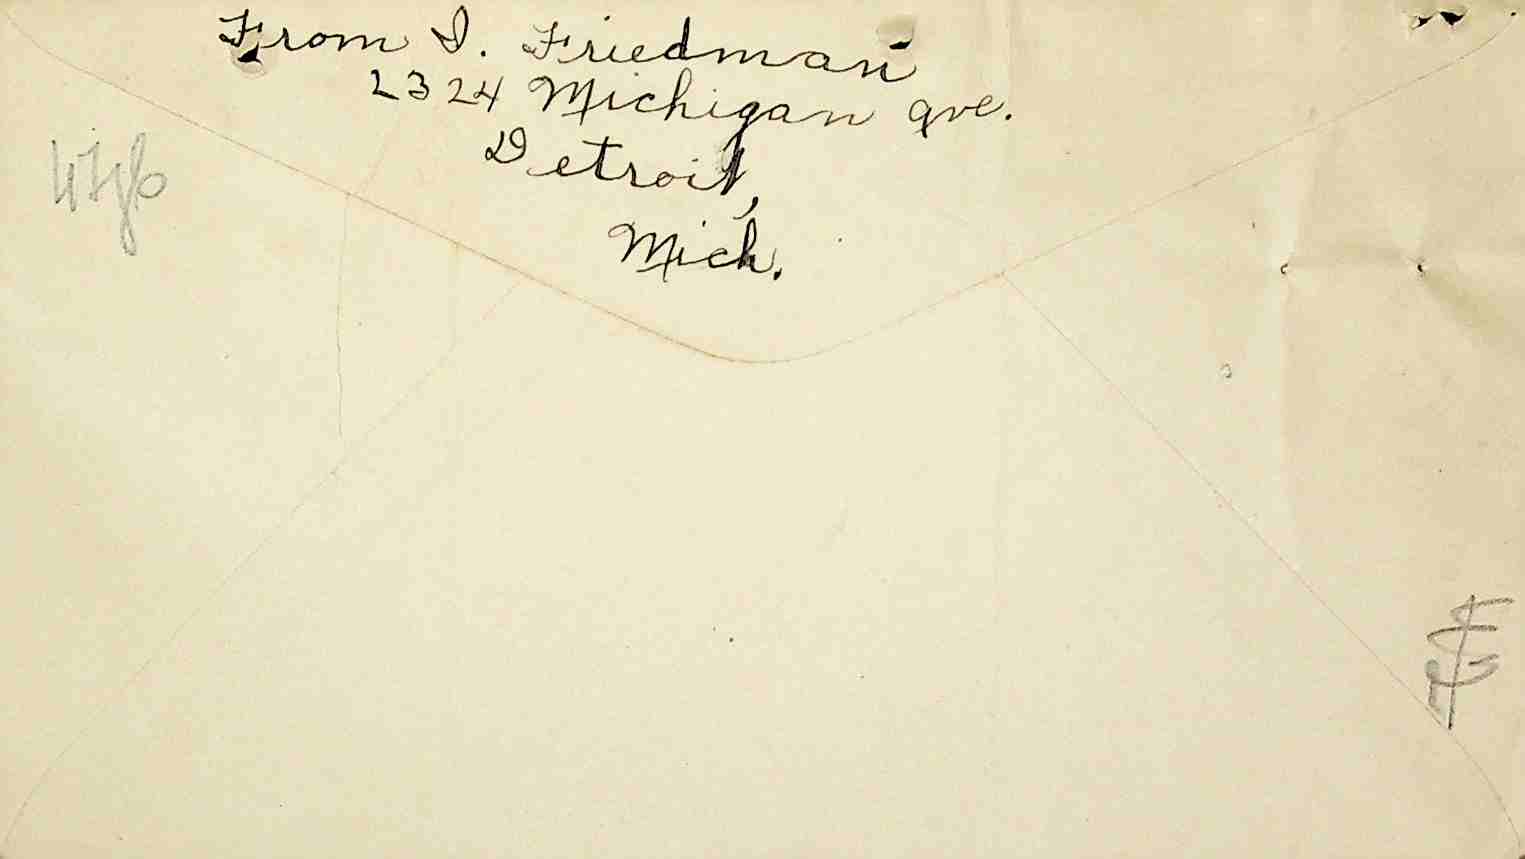 From I. Friedman
2324 Michigan ave.
Detroit,
Mich.